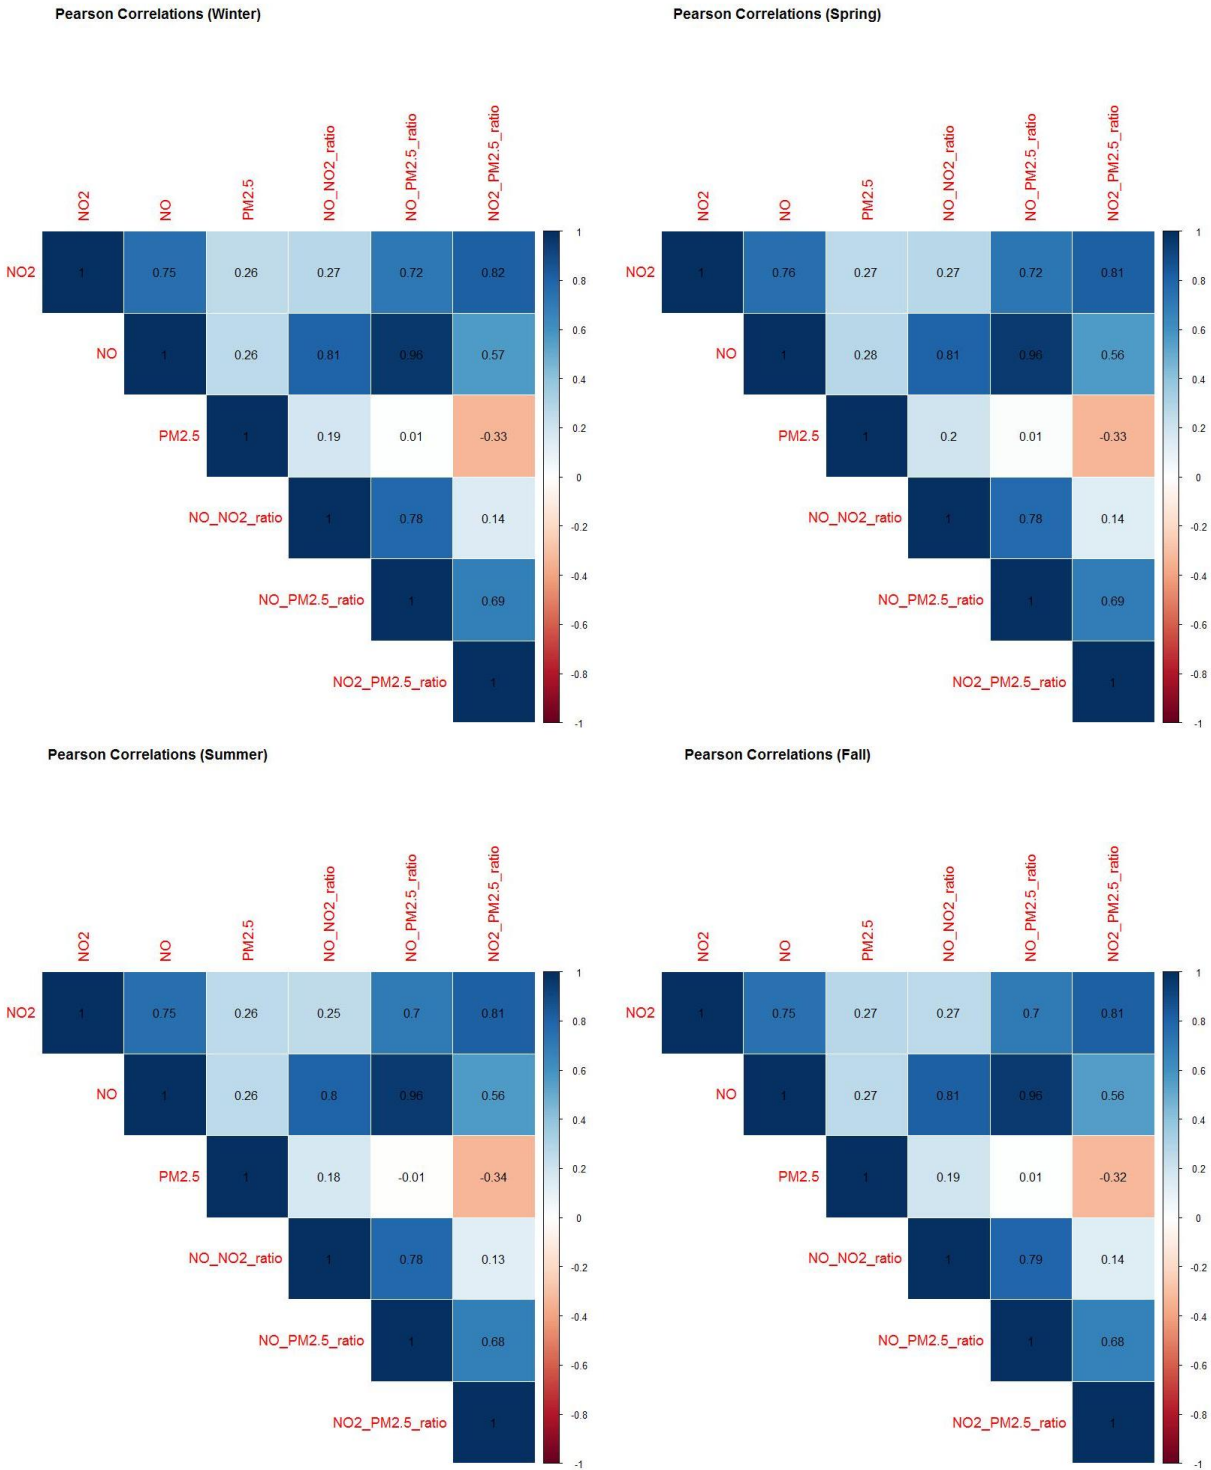 Pearson Correlations (Winter)
NO2
NO
PM2.5
NO_NO2_ratio
NO_PM2.5_ratio
NO2_PM2.5_ratio
NO2 1 0.75 0.26 0.27 0.72 0.82
NO 1 0.26 0.81 0.96 0.57
PM2.5 1 0.19 0.01 -0.33
NO_NO2_ratio 1 0.78 0.14
NO_PM2.5_ratio 1 0.69
NO2_PM2.5_ratio 1
1
0.8
0.6
0.4
0.2
0
-0.2
-0.4
-0.6
-0.8
-1
Pearson Correlations (Spring)
NO2
NO
PM2.5
NO_NO2_ratio
NO_PM2.5_ratio
NO2_PM2.5_ratio
NO2 1 0.76 0.27 0.27 0.72 0.81
NO 1 0.28 0.81 0.96 0.56
PM2.5 1 0.2 0.01 -0.33
NO_NO2_ratio 1 0.78 0.14
NO_PM2.5_ratio 1 0.69
NO2_PM2.5_ratio 1
1
0.8
0.6
0.4
0.2
0
-0.2
-0.4
-0.6
-0.8
-1
Pearson Correlations (Summer)
NO2
NO
PM2.5
NO_NO2_ratio
NO_PM2.5_ratio
NO2_PM2.5_ratio
NO2 1 0.75 0.26 0.25 0.7 0.81
NO 1 0.26 0.8 0.96 0.56
PM2.5 1 0.18 -0.01 -0.34
NO_NO2_ratio 1 0.78 0.13
NO_PM2.5_ratio 1 0.68
NO2_PM2.5_ratio 1
1
0.8
0.6
0.4
0.2
0
-0.2
-0.4
-0.6
-0.8
-1
Pearson Correlations (Fall)
NO2
NO
PM2.5
NO_NO2_ratio
NO_PM2.5_ratio
NO2_PM2.5_ratio
NO2 1 0.75 0.27 0.27 0.7 0.81
NO 1 0.27 0.81 0.96 0.56
PM2.5 1 0.19 0.01 -0.32
NO_NO2_ratio 1 0.79 0.14
NO_PM2.5_ratio 1 0.68
NO2_PM2.5_ratio 1
1
0.8
0.6
0.4
0.2
0
-0.2
-0.4
-0.6
-0.8
-1